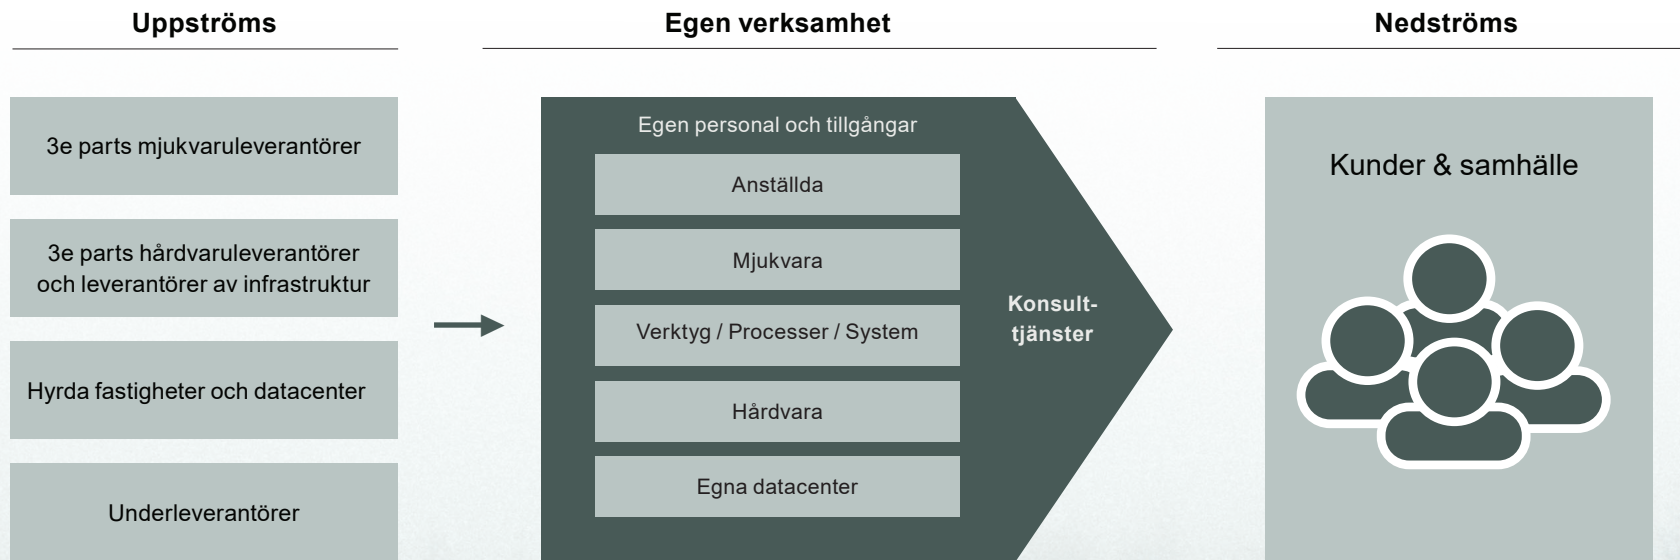 Uppströms
3e parts mjukvaruleverantörer
3e parts hårdvaruleverantörer
och leverantörer av infrastruktur
Hyrda fastigheter och datacenter
Underleverantörer
Egen verksamhet
Egen personal och tillgångar
Anställda
Mjukvara
Verktyg / Processer / System
Hårdvara
Egna datacenter
Konsult-
tjänster
Nedströms
Kunder & samhälle